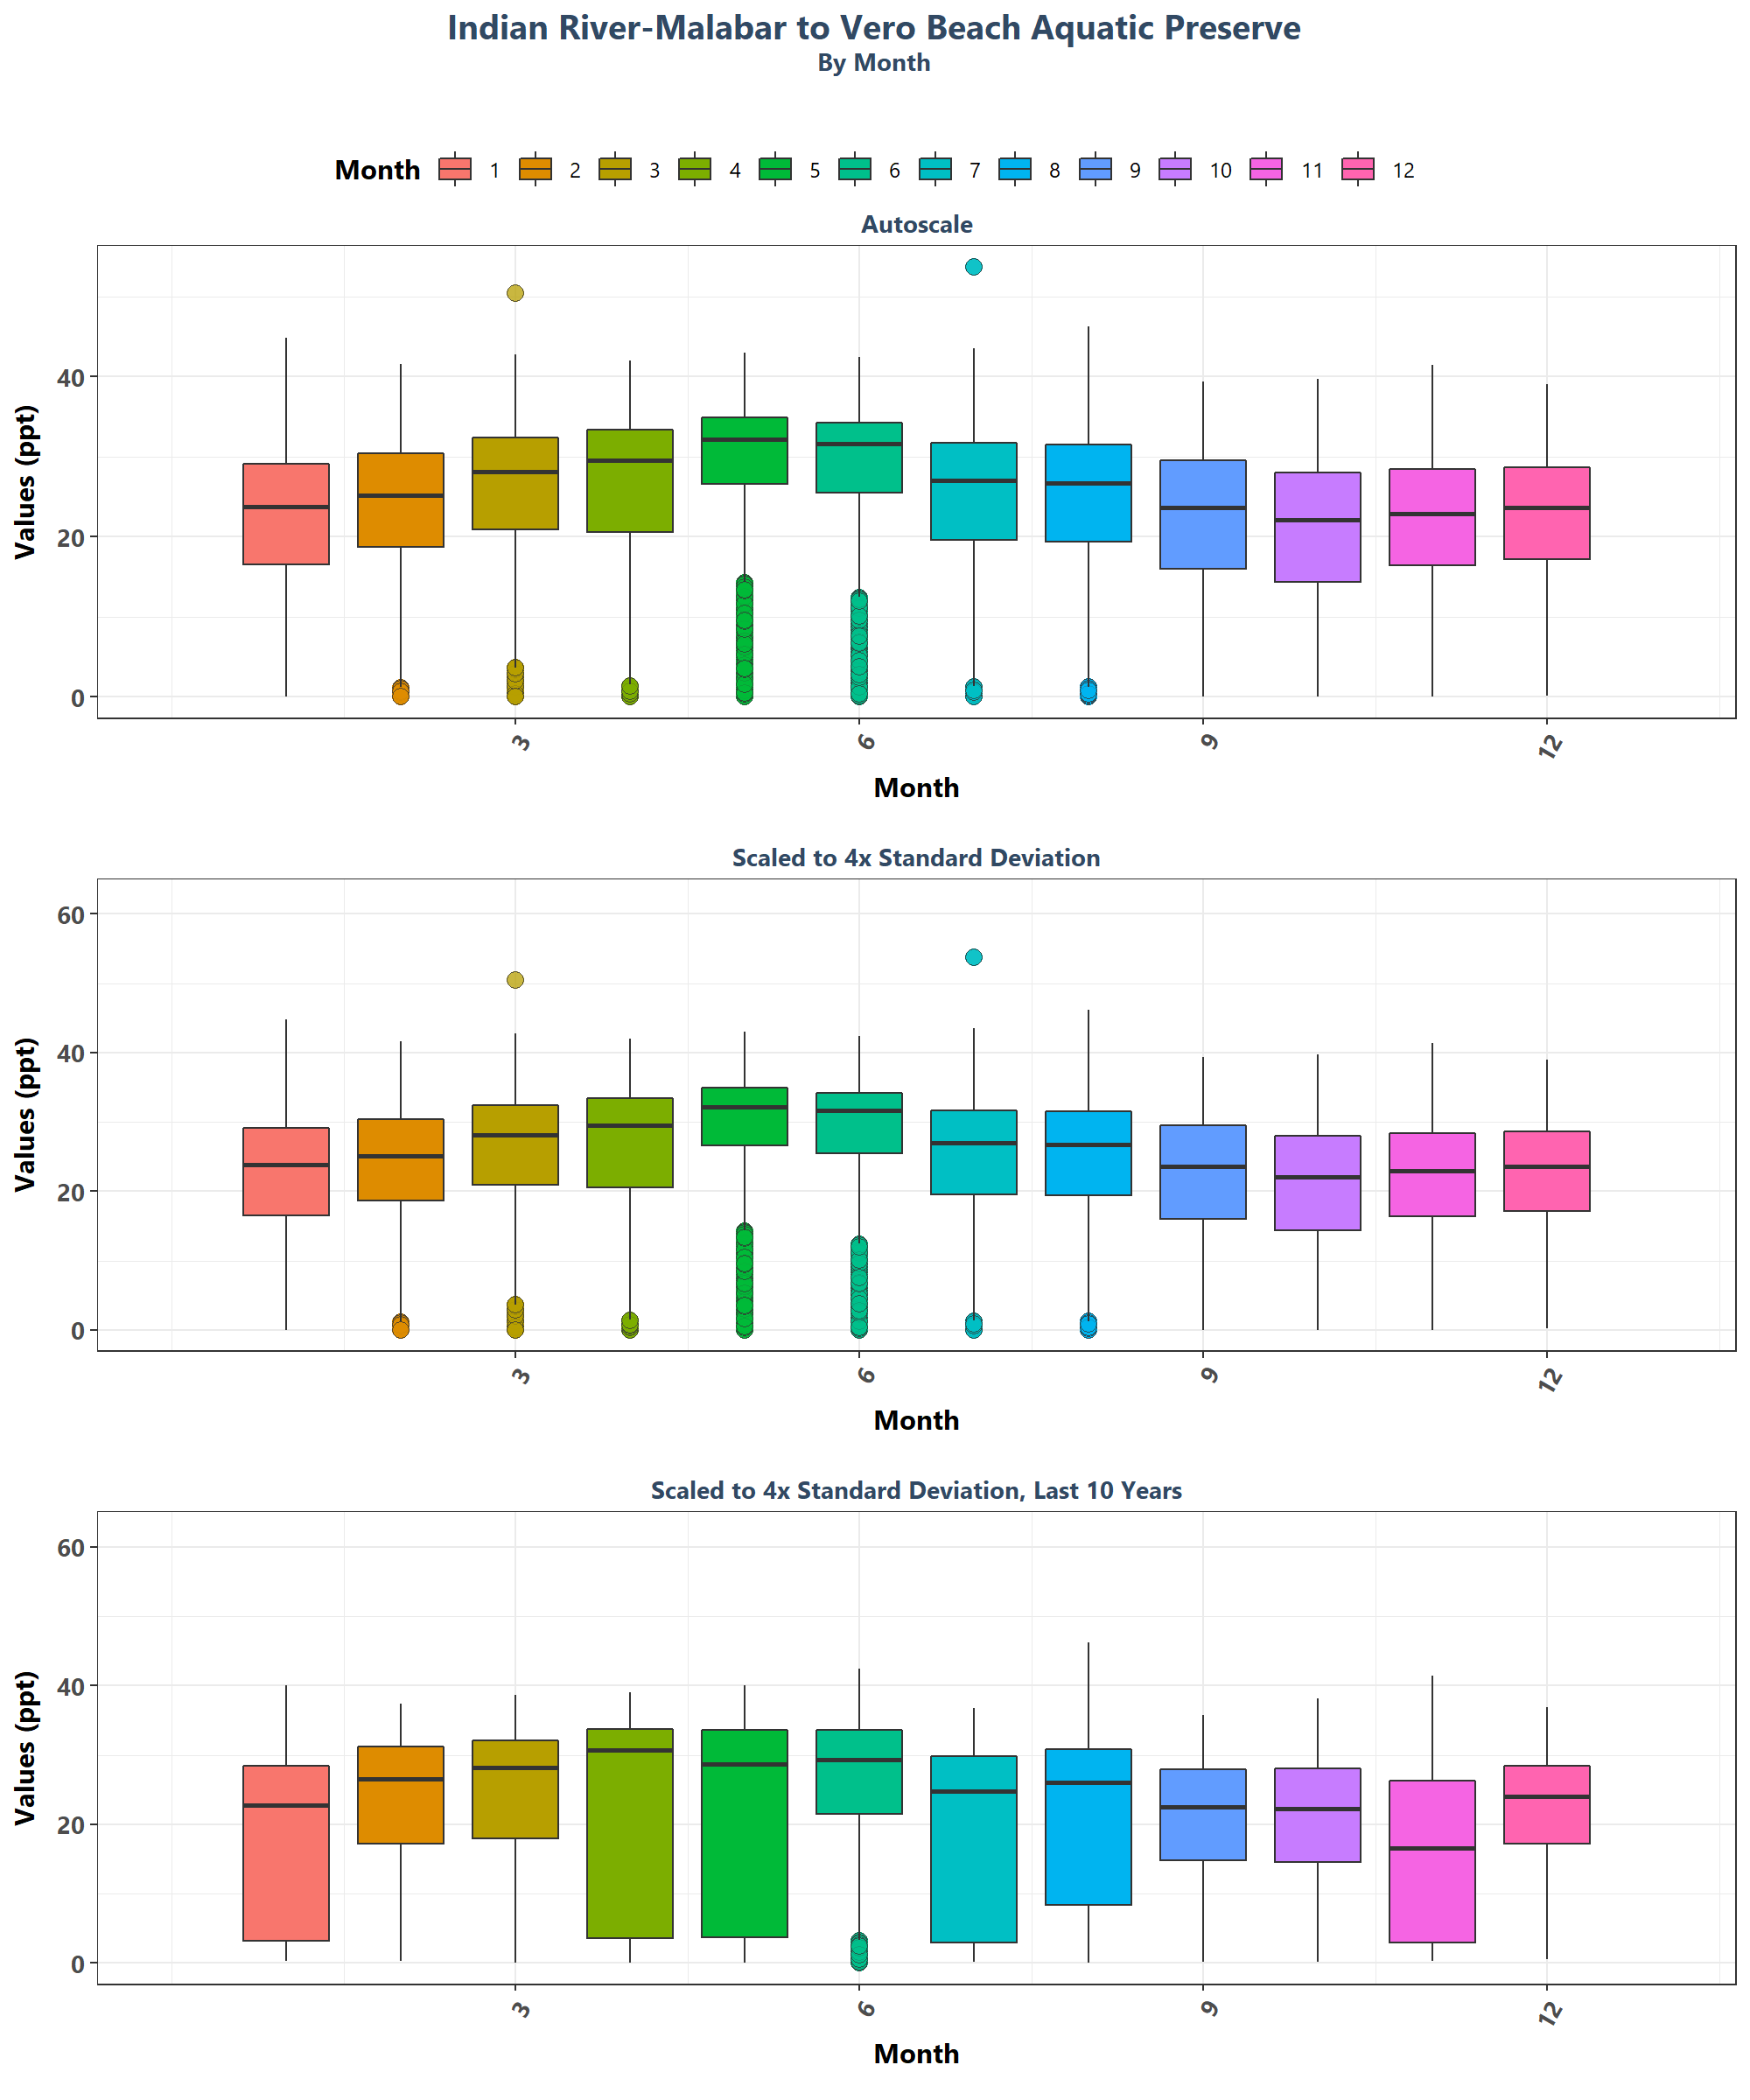 Indian River-Malabar to Vero Beach Aquatic Preserve
By Month
Month 1 2 3 4 5 6 7 8 9 10 11 12
Autoscale
Values (ppt)
40
20
0
3 6 9 12
Month
Scaled to 4x Standard Deviation
Values (ppt)
60
40
20
0
3 6 9 12
Month
Scaled to 4x Standard Deviation, Last 10 Years
Values (ppt)
60
40
20
0
3 6 9 12
Month